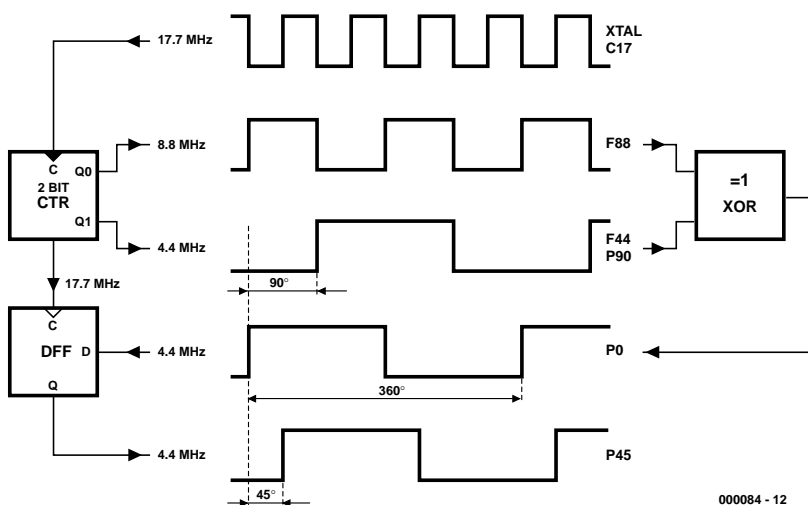 17.7 MHz
XTAL
C17
8.8 MHz
F88
C
Q0
2 BIT
CTR
Q1
=1
XOR
4.4 MHz
F44
P90
90°
17.7 MHz
C
DFF
D
Q
4.4 MHz
P0
360°
4.4 MHz
P45
45°
000084 - 12